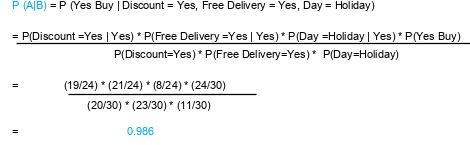 P (A|B) = P (Yes Buy | Discount = Yes, Free Delivery = Yes, Day = Holiday)
= P(Discount =Yes | Yes) * P(Free Delivery =Yes | Yes) * P(Day =Holiday | Yes) * P(Yes Buy)
P(Discount=Yes) * P(Free Delivery=Yes) * P(Day=Holiday)
= (19/24) * (21/24) * (8/24) * (24/30)
(20/30) * (23/30) * (11/30)
= 0.986